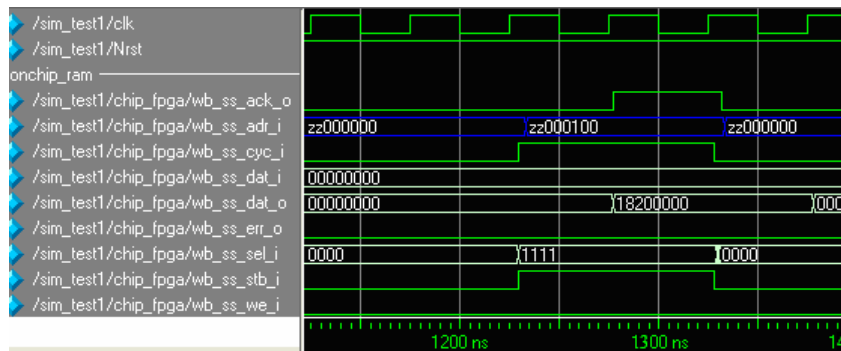 /sim_test1/clk
/sim_test1/Nrst
onchip_ram
/sim_test1/chip_fpga/wb_ss_ack_o
/sim_test1/chip_fpga/wb_ss_adr_i zz000000 zz000100 zz000000
/sim_test1/chip_fpga/wb_ss_cyc_i
/sim_test1/chip_fpga/wb_ss_dat_i 00000000
/sim_test1/chip_fpga/wb_ss_dat_o 00000000 18200000 000
/sim_test1/chip_fpga/wb_ss_err_o
/sim_test1/chip_fpga/wb_ss_sel_i 0000 1111 0000
/sim_test1/chip_fpga/wb_ss_stb_i
/sim_test1/chip_fpga/wb_ss_we_i
1200 ns 1300 ns 14